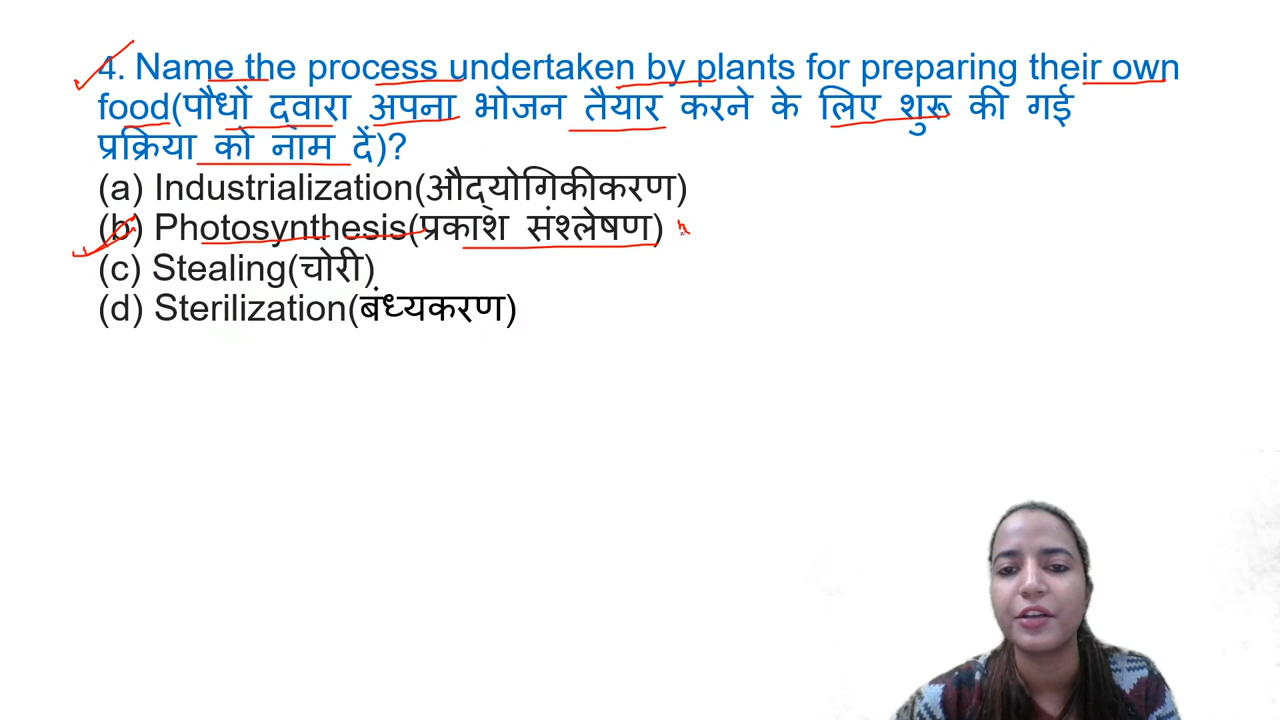 4. Name the process undertaken by plants for preparing their own
food(पौधों दवारा अपना भोजन तैयार करने के लिए शुरू की गई
प्रक्रिया को नाम दें)?
(a) Industrialization(औद्योगिकीकरण)
(b) Photosynthesis(प्रकाश संश्लेषण)
(c) Stealing(चोरी)
(d) Sterilization(बंध्यकरण)